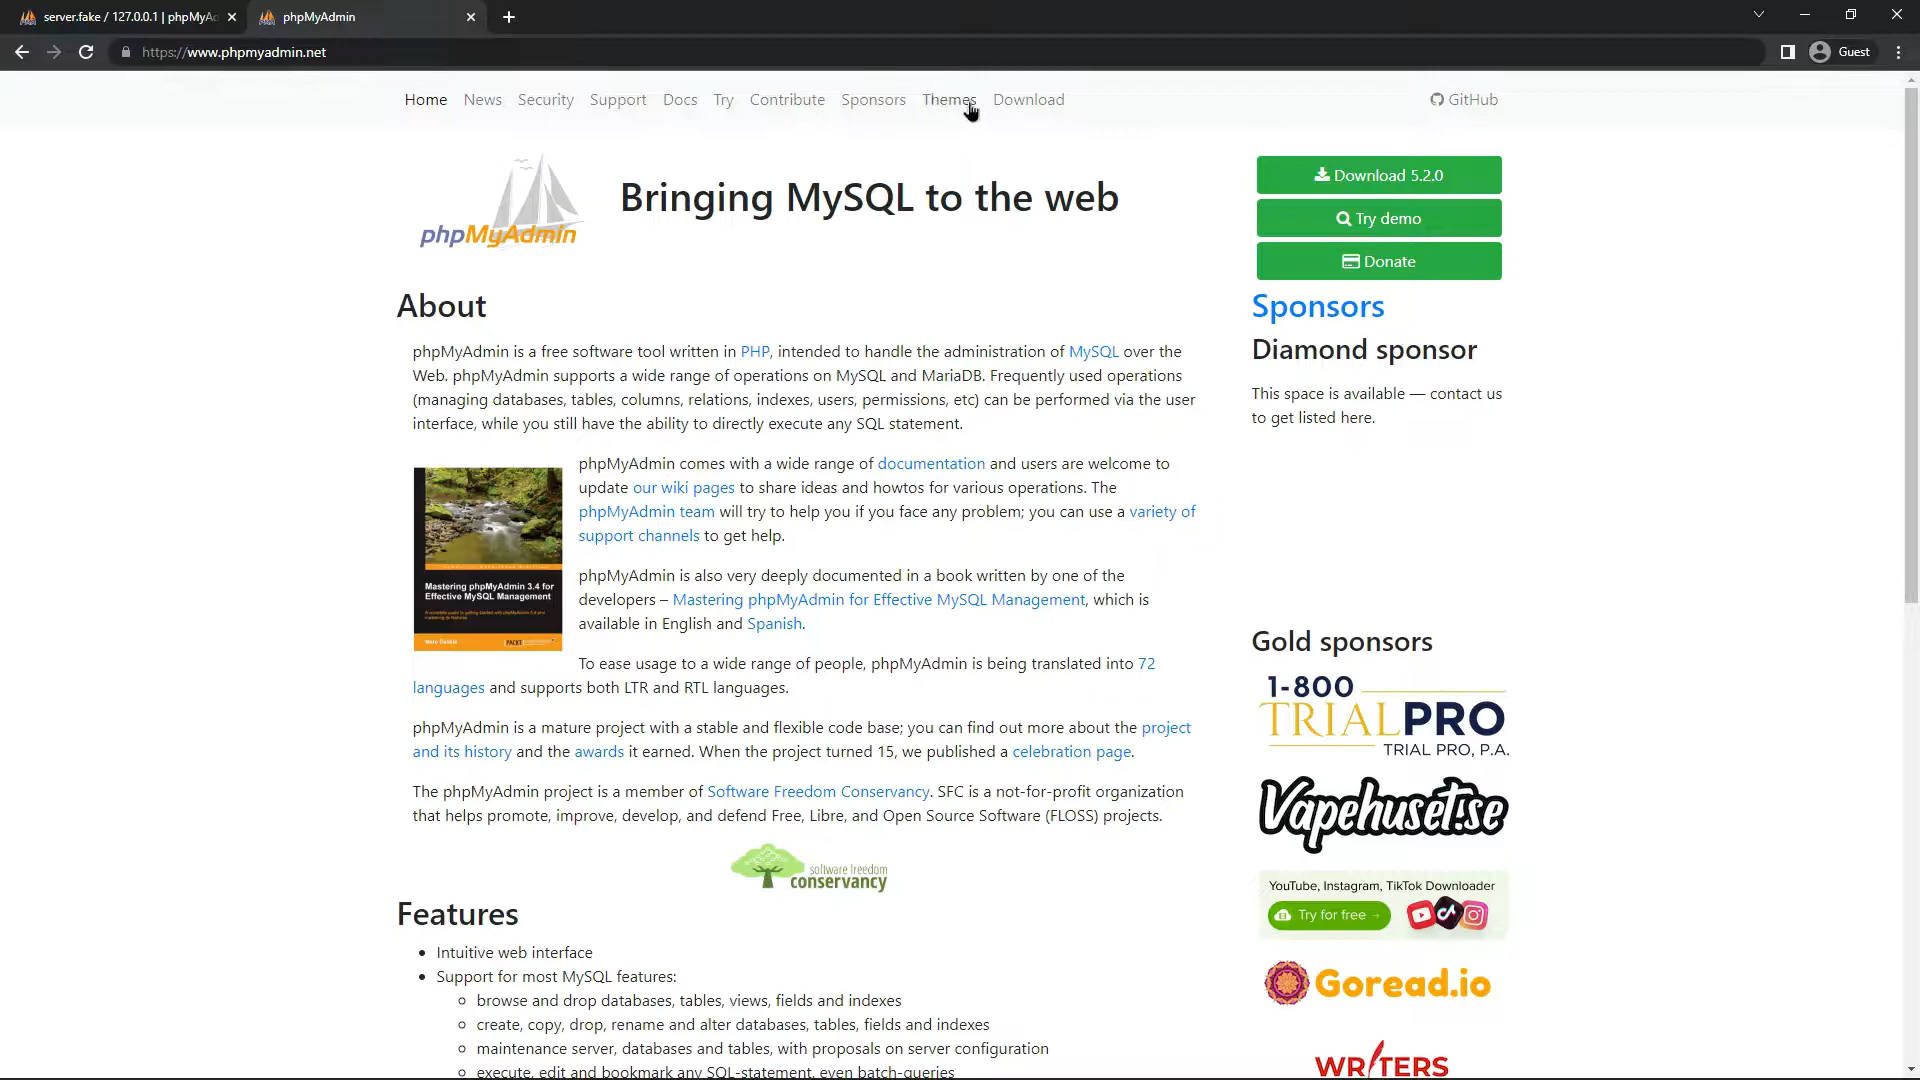 server.fake / 127.0.0.1 | phpMyAd
phpMyAdmin
https://www.phpmyadmin.net
Guest
Home News Security Support Docs Try Contribute Sponsors Themes Download GitHub
phpMyAdmin
Bringing MySQL to the web
Download 5.2.0
Try demo
Donate
About
phpMyAdmin is a free software tool written in PHP, intended to handle the administration of MySQL over the
Web. phpMyAdmin supports a wide range of operations on MySQL and MariaDB. Frequently used operations
(managing databases, tables, columns, relations, indexes, users, permissions, etc) can be performed via the user
interface, while you still have the ability to directly execute any SQL statement.
phpMyAdmin comes with a wide range of documentation and users are welcome to
update our wiki pages to share ideas and howtos for various operations. The
phpMyAdmin team will try to help you if you face any problem; you can use a variety of
support channels to get help.
Mastering phpMyAdmin 3.4 for
Effective MySQL Management
Marc Delisle
PACKT
phpMyAdmin is also very deeply documented in a book written by one of the
developers – Mastering phpMyAdmin for Effective MySQL Management, which is
available in English and Spanish.
To ease usage to a wide range of people, phpMyAdmin is being translated into 72
languages and supports both LTR and RTL languages.
phpMyAdmin is a mature project with a stable and flexible code base; you can find out more about the project
and its history and the awards it earned. When the project turned 15, we published a celebration page.
The phpMyAdmin project is a member of Software Freedom Conservancy. SFC is a not-for-profit organization
that helps promote, improve, develop, and defend Free, Libre, and Open Source Software (FLOSS) projects.
software freedom
conservancy
Features
• Intuitive web interface
• Support for most MySQL features:
browse and drop databases, tables, views, fields and indexes
create, copy, drop, rename and alter databases, tables, fields and indexes
maintenance server, databases and tables, with proposals on server configuration
execute, edit and bookmark any SQL-statement, even batch-queries
Sponsors
Diamond sponsor
This space is available — contact us
to get listed here.
Gold sponsors
1-800
TRIALPRO
TRIAL PRO, P.A.
Vapehuset.se
YouTube, Instagram, TikTok Downloader
Try for free →
Goread.io
WRITERS